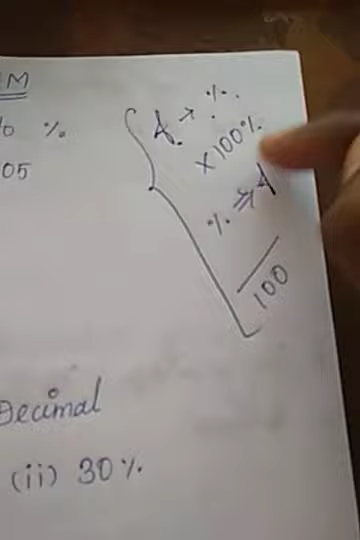 %
05
f. → %.
×100%.
% ⇒ f
100
Decimal
(ii) 30%.